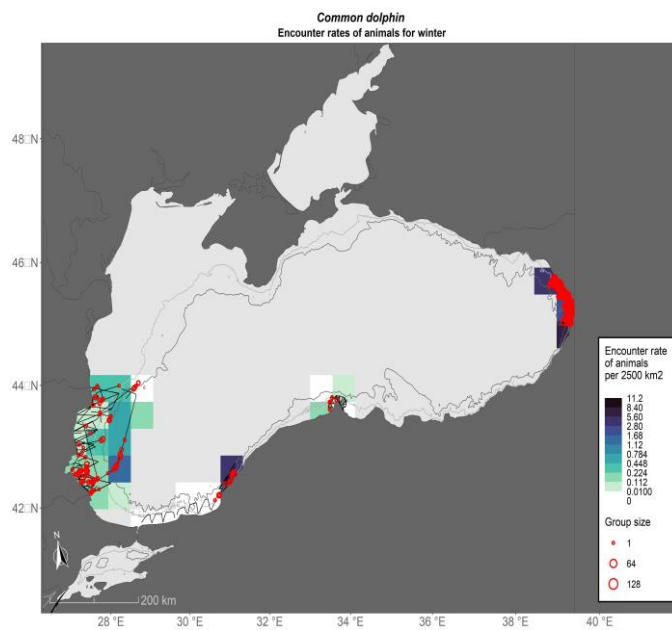 Common dolphin
Encounter rates of animals for winter
48□N
46□N
44□N
42□N
N
200 km
28 °E
30 °E
32 °E
34°E
36 °E
38 °E
40 °E
Encounter rate
of animals
per 2500 km2
11.2
8.40
5.60
2.80
1.68
1.12
0.784
0.448
0.224
0.112
0.0100
0
Group size
1
64
128